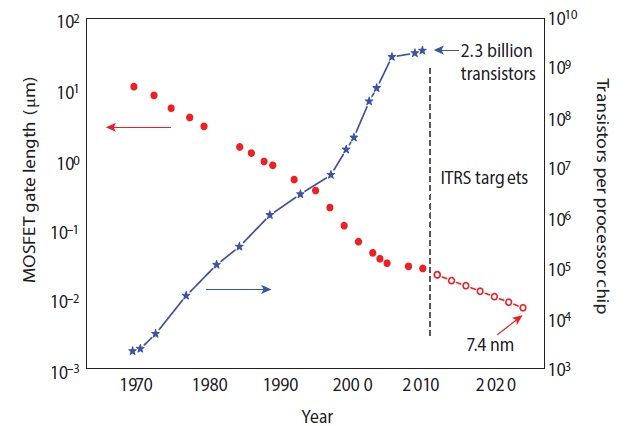 MOSFET gate length (μm)
10²
10¹
10⁰
10⁻¹
10⁻²
10⁻³
10¹⁰
10⁹
10⁸
10⁷
10⁶
10⁵
10⁴
10³
Transistors per processor chip
2.3 billion
transistors
ITRS targ ets
7.4 nm
1970 1980 1990 200 0 2010 2020
Year